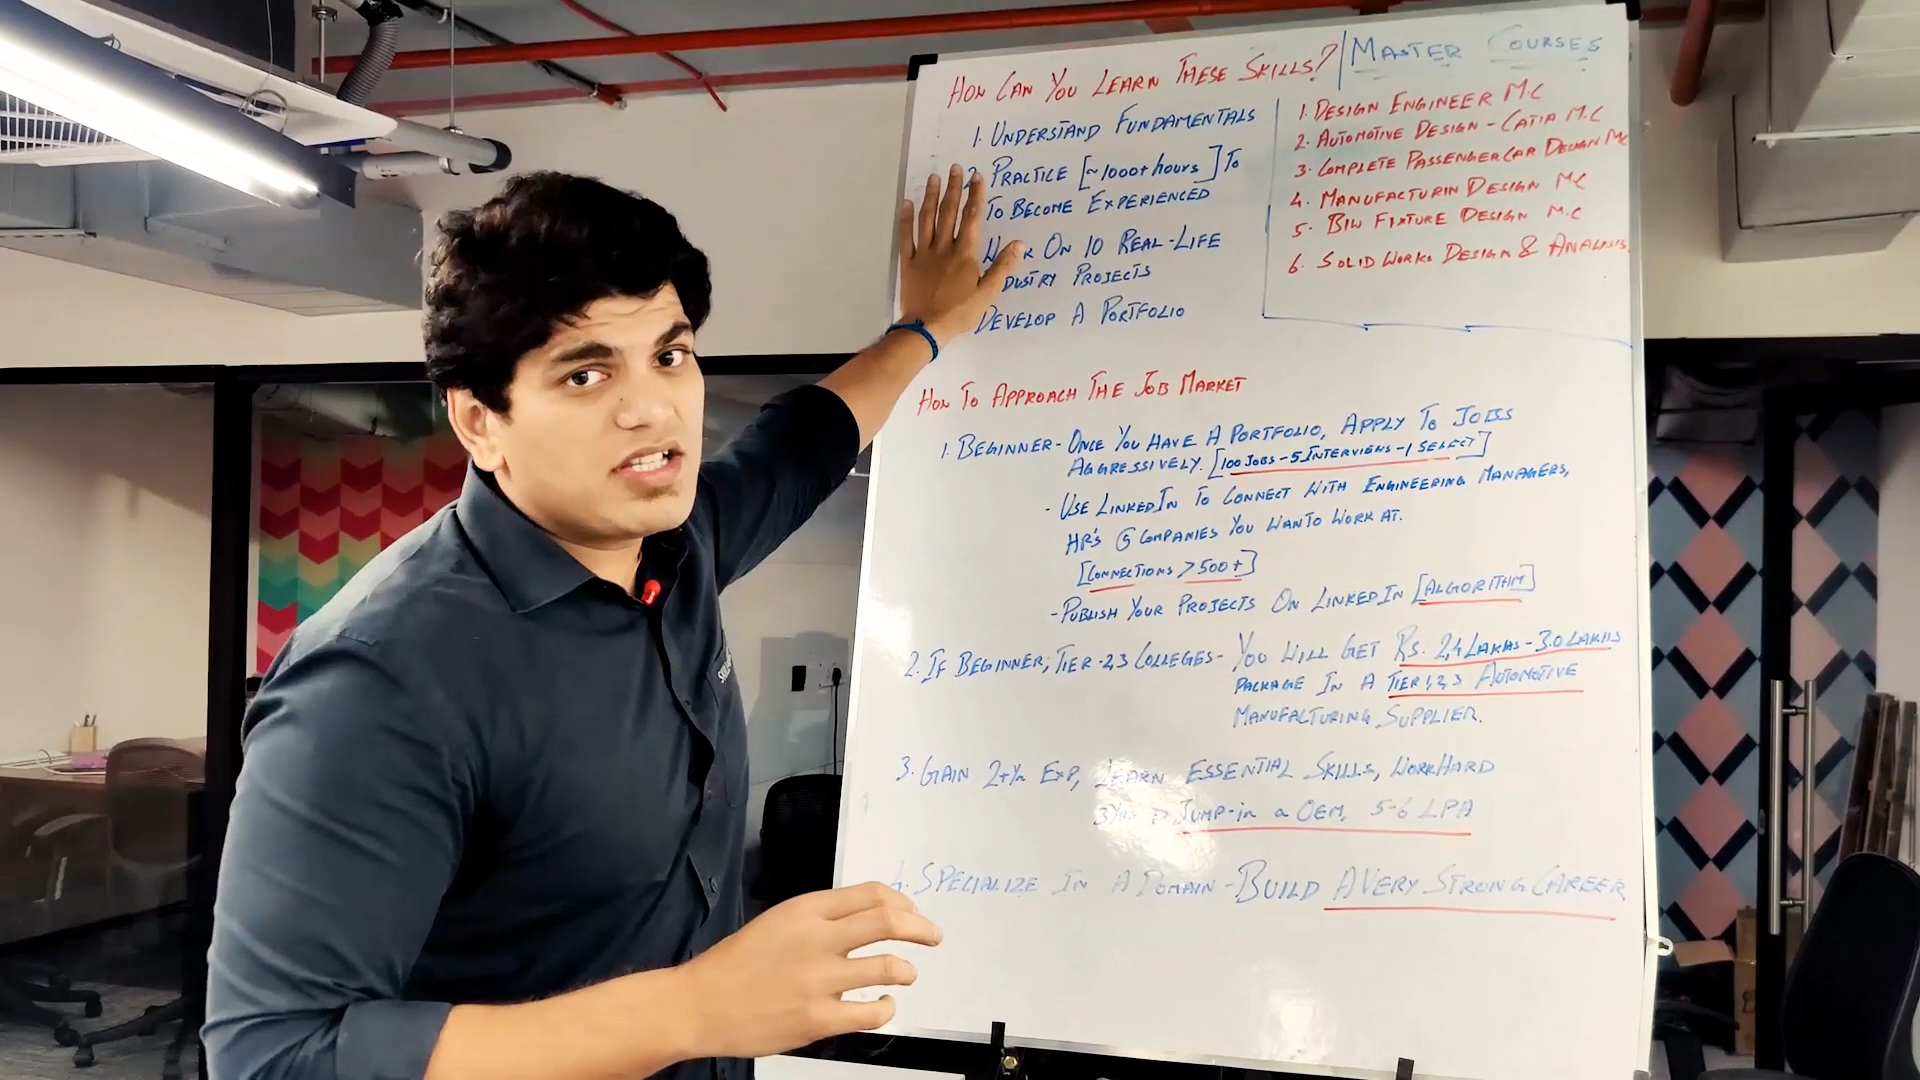 HOW CAN YOU LEARN THESE SKILLS?
1. UNDERSTAND FUNDAMENTALS
2. PRACTICE [~1000+ hours] TO
TO BECOME EXPERIENCED
ON 10 REAL-LIFE
PROJECTS
DEVELOP A PORTFOLIO
MASTER COURSES
1. DESIGN ENGINEER M.C
2. AUTOMOTIVE DESIGN - CATIA M.C
3. COMPLETE PASSENGER CAR DESIGN MC
4. MANUFACTURIN DESIGN MC
5. BIW FIXTURE DESIGN M.C
6. SOLID WORKS DESIGN & ANALYSIS
HOW TO APPROACH THE JOB MARKET
1. BEGINNER - ONCE YOU HAVE A PORTFOLIO, APPLY TO JOBS
AGGRESSIVELY. [100 JOBS - 5 INTERVIEWS - 1 SELECT]
- USE LINKEDIN TO CONNECT WITH ENGINEERING MANAGERS,
HR'S COMPANIES YOU WANTO WORK AT.
[CONNECTIONS > 500+]
- PUBLISH YOUR PROJECTS ON LINKEDIN [ALGORITHM]
2. IF BEGINNER, TIER-2,3 COLLEGES - YOU WILL GET RS. 2.4 LAKHS - 3.0 LAKHS
PACKAGE IN A TIER 1,2,3 AUTOMOTIVE
MANUFACTURING SUPPLIER.
3. GAIN 2+Yr EXP, LEARN ESSENTIAL SKILLS, WORK HARD
3Yrs JUMP-in a OEM, 5-6 LPA
4. SPECIALIZE IN A DOMAIN - BUILD A VERY STRONG CAREER